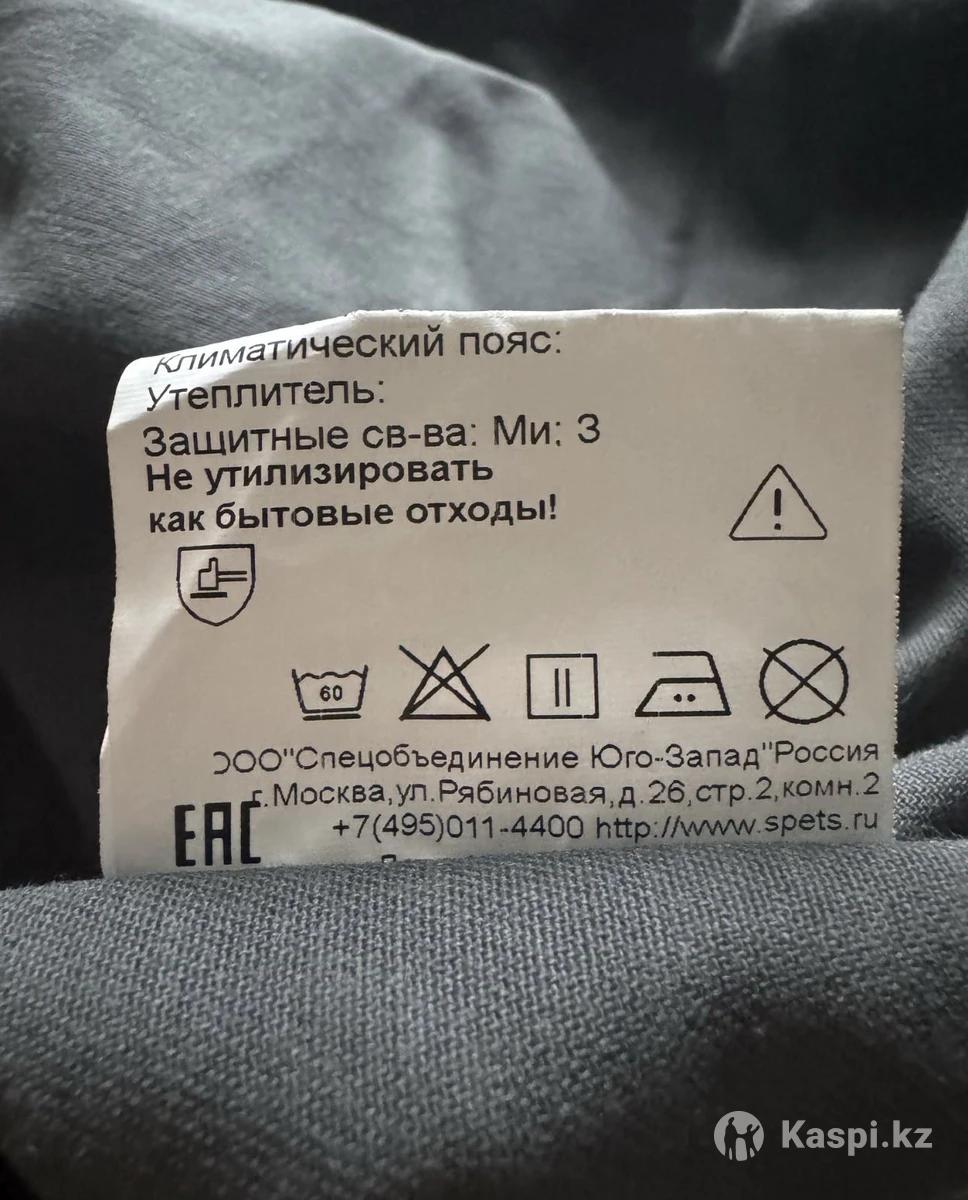 Климатический пояс:
Утеплитель:
Защитные св-ва: Ми; З
Не утилизировать
как бытовые отходы!
!
60
ООО"Спецобъединение Юго-Запад"Россия
г.Москва,ул.Рябиновая,д.26,стр.2,комн.2
EAC +7(495)011-4400 http://www.spets.ru
Kaspi.kz